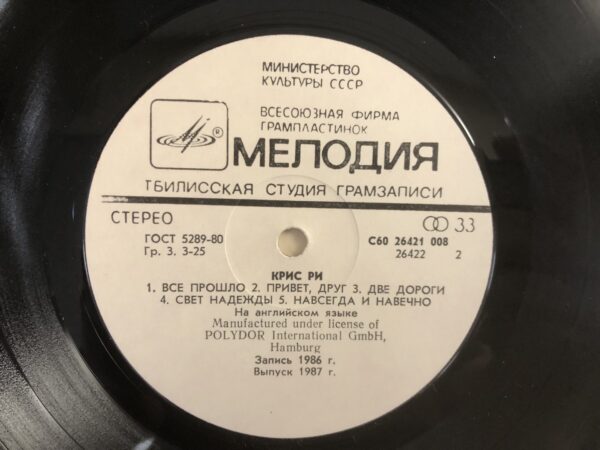 МИНИСТЕРСТВО
КУЛЬТУРЫ СССР
ВСЕСОЮЗНАЯ ФИРМА
ГРАМПЛАСТИНОК
®
МЕЛОДИЯ
ТБИЛИССКАЯ СТУДИЯ ГРАМЗАПИСИ
СТЕРЕО
33
ГОСТ 5289-80
Гр. 3. 3-25
С60 26421 008
26422 2
КРИС РИ
1. ВСЕ ПРОШЛО 2. ПРИВЕТ, ДРУГ 3. ДВЕ ДОРОГИ
4. СВЕТ НАДЕЖДЫ 5. НАВСЕГДА И НАВЕЧНО
На английском языке
Manufactured under license of
POLYDOR International GmbH,
Hamburg
Запись 1986 г.
Выпуск 1987 г.